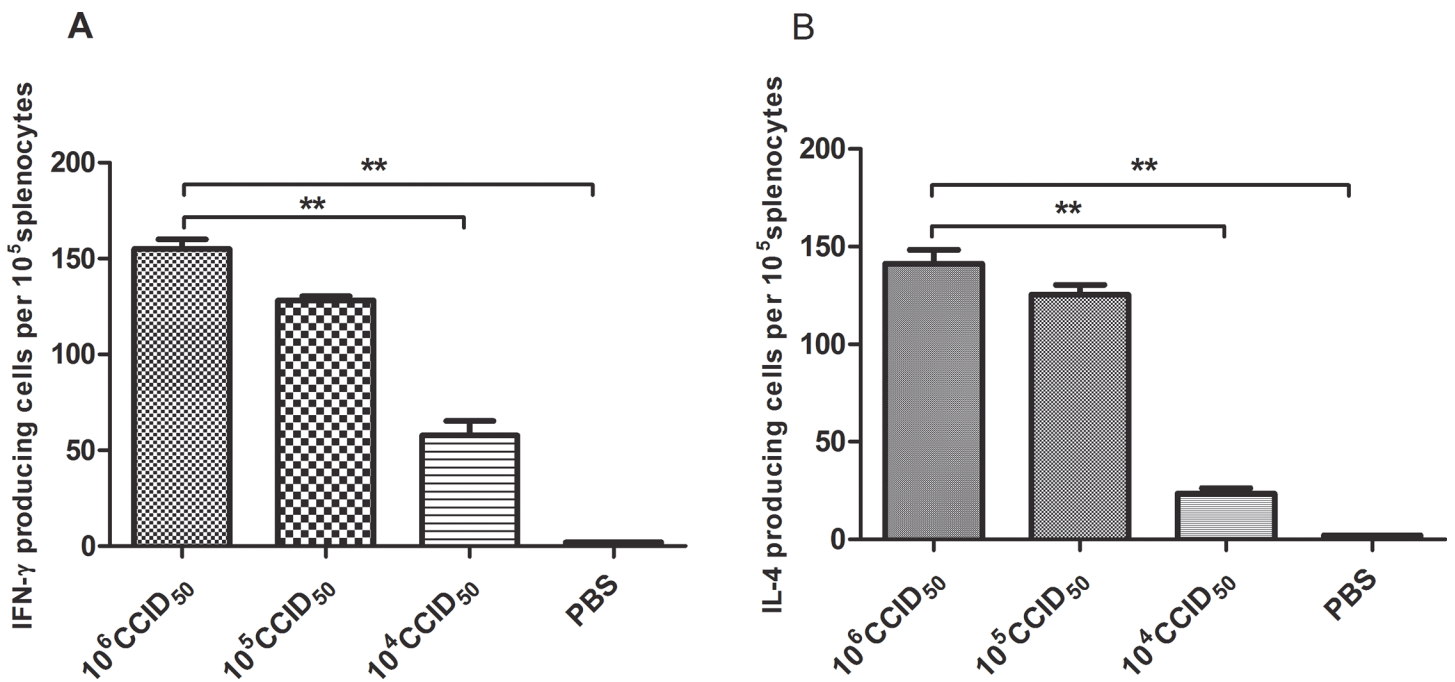 A
IFN-γ producing cells per 10⁵splenocytes
200
150
100
50
0
**
**
10⁶CCID₅₀
10⁵CCID₅₀
10⁴CCID₅₀
PBS
B
IL-4 producing cells per 10⁵splenocytes
200
150
100
50
0
**
**
10⁶CCID₅₀
10⁵CCID₅₀
10⁴CCID₅₀
PBS